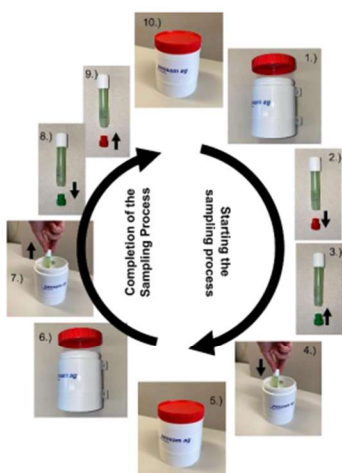 10.)
1.)
2.)
3.)
4.)
5.)
6.)
7.)
8.)
9.)
Starting the
sampling process
Completion of the
Sampling Process